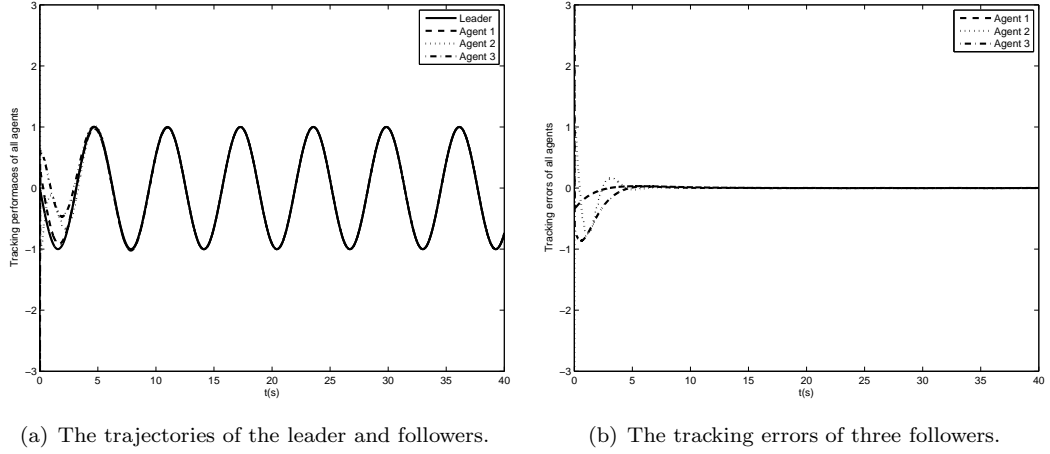 3
2
1
0
−1
−2
−3
0
5
10
15
20
25
30
35
40
t(s)
Tracking performaces of all agents
Leader
Agent 1
Agent 2
Agent 3
(a) The trajectories of the leader and followers.
3
2
1
0
−1
−2
−3
0
5
10
15
20
25
30
35
40
t(s)
Tracking errors of all agents
Agent 1
Agent 2
Agent 3
(b) The tracking errors of three followers.